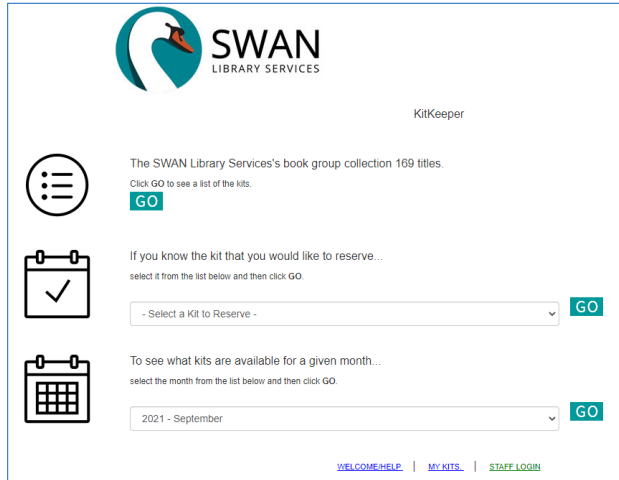 SWAN
LIBRARY SERVICES
KitKeeper
The SWAN Library Services's book group collection 169 titles.
Click GO to see a list of the kits.
GO
If you know the kit that you would like to reserve...
select it from the list below and then click GO.
- Select a Kit to Reserve -
GO
To see what kits are available for a given month...
select the month from the list below and then click GO.
2021 - September
GO
WELCOME/HELP | MY KITS | STAFF LOGIN